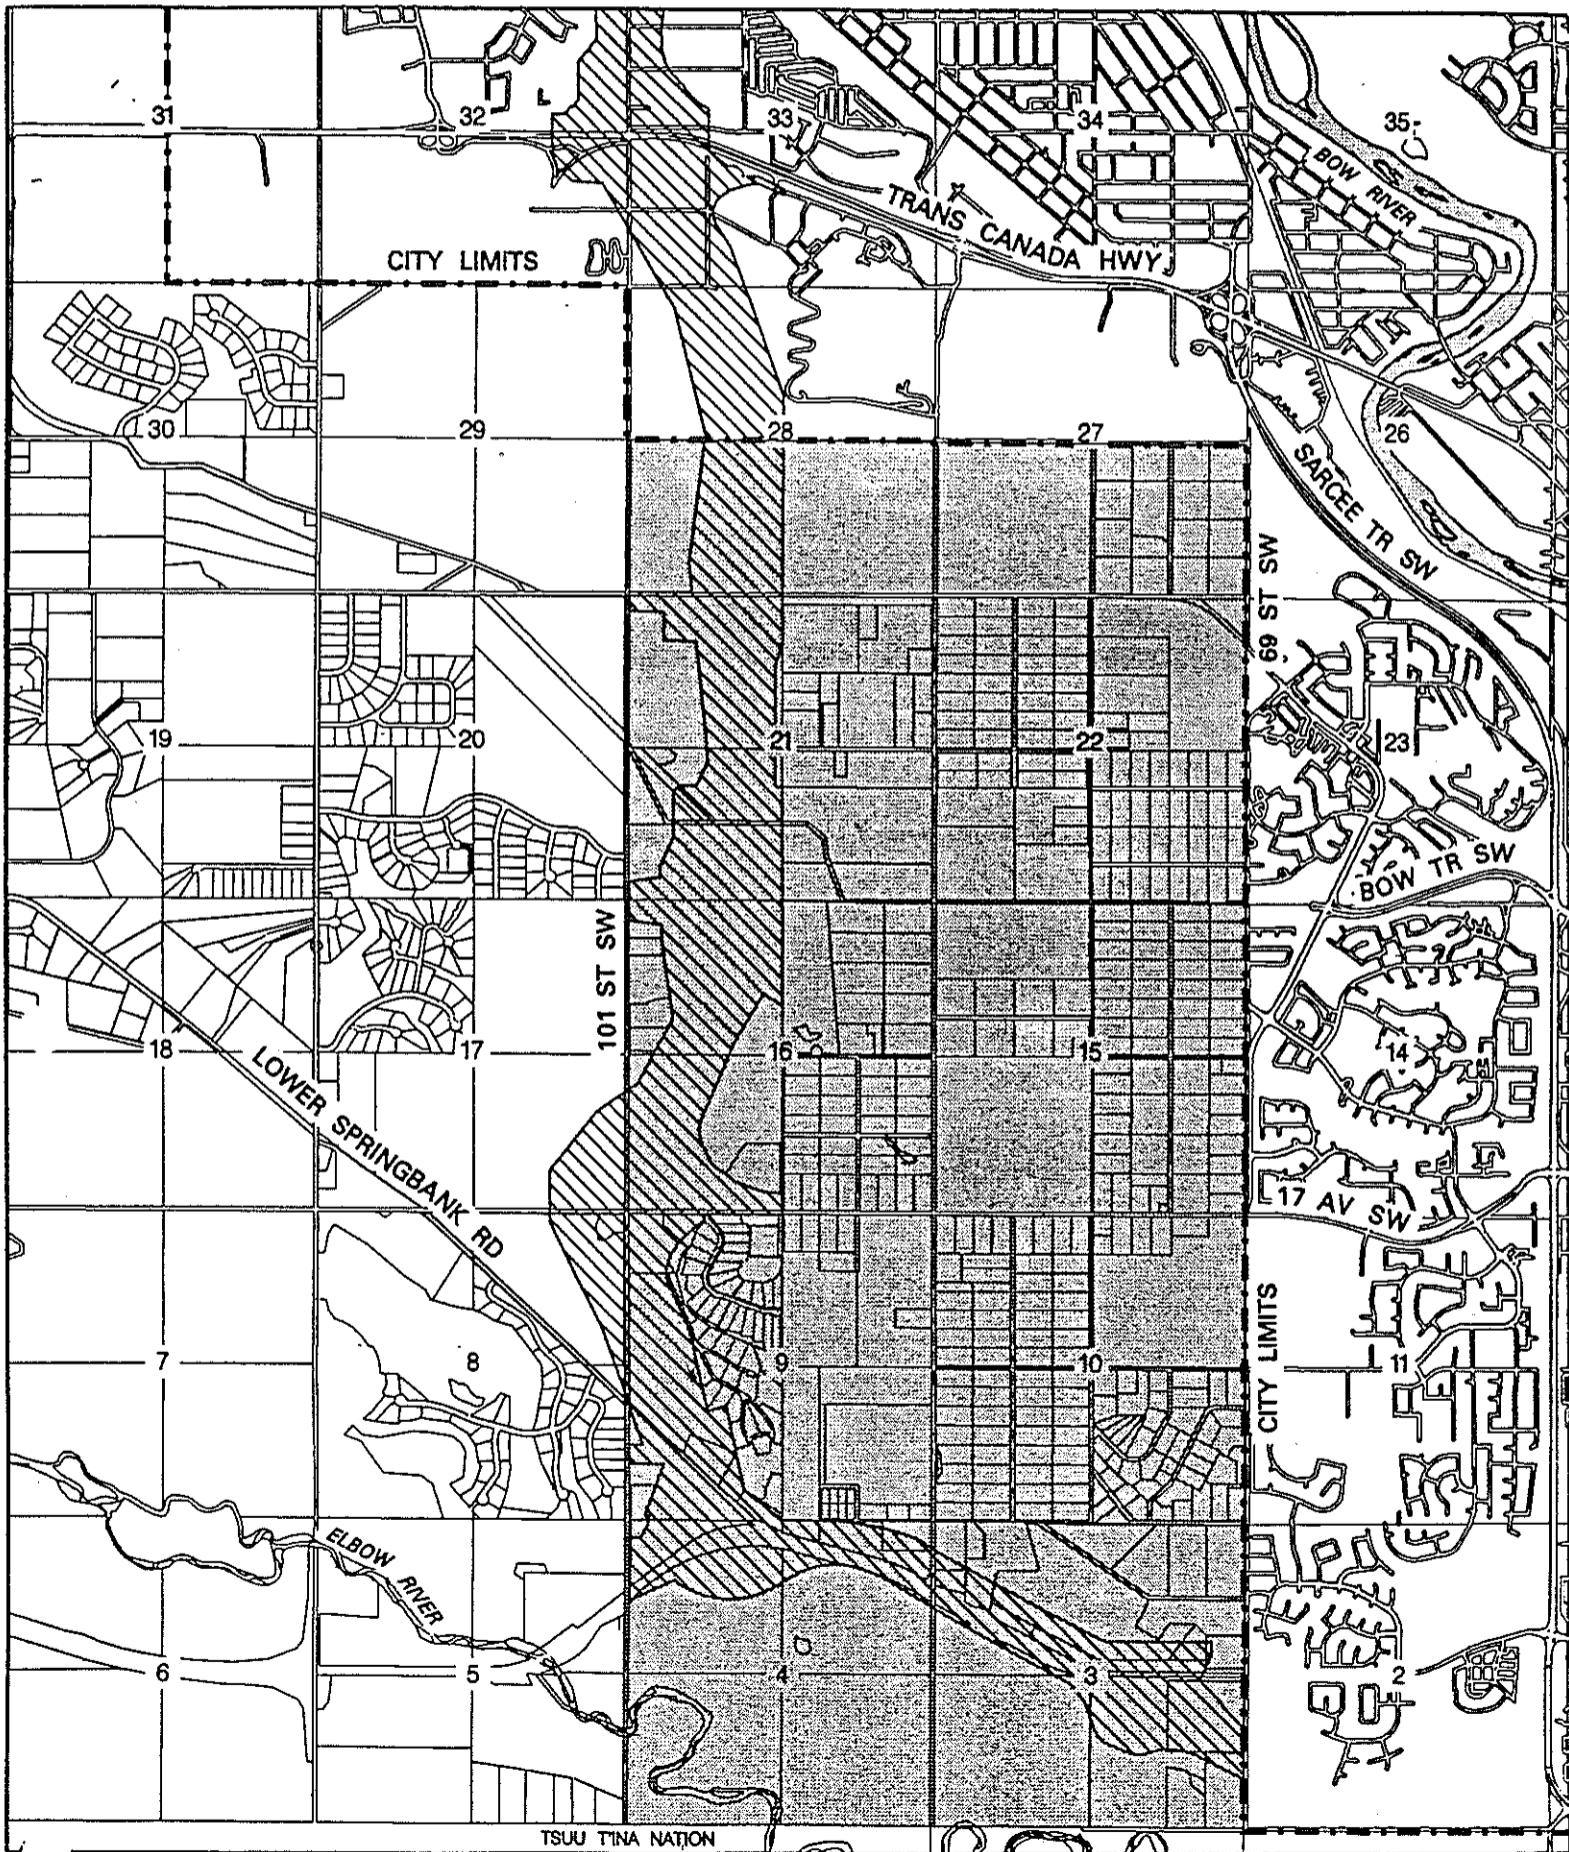 31
32
33
34
35
BOW RIVER
TRANS CANADA HWY
CITY LIMITS
30
29
28
27
26
SARCEE TR SW
69 ST SW
19
20
21
22
23
BOW TR SW
101 ST SW
18
17
16
15
14
LOWER SPRINGBANK RD
17 AV SW
CITY LIMITS
7
8
9
10
11
ELBOW RIVER
6
5
4
3
2
TSUU T'INA NATION